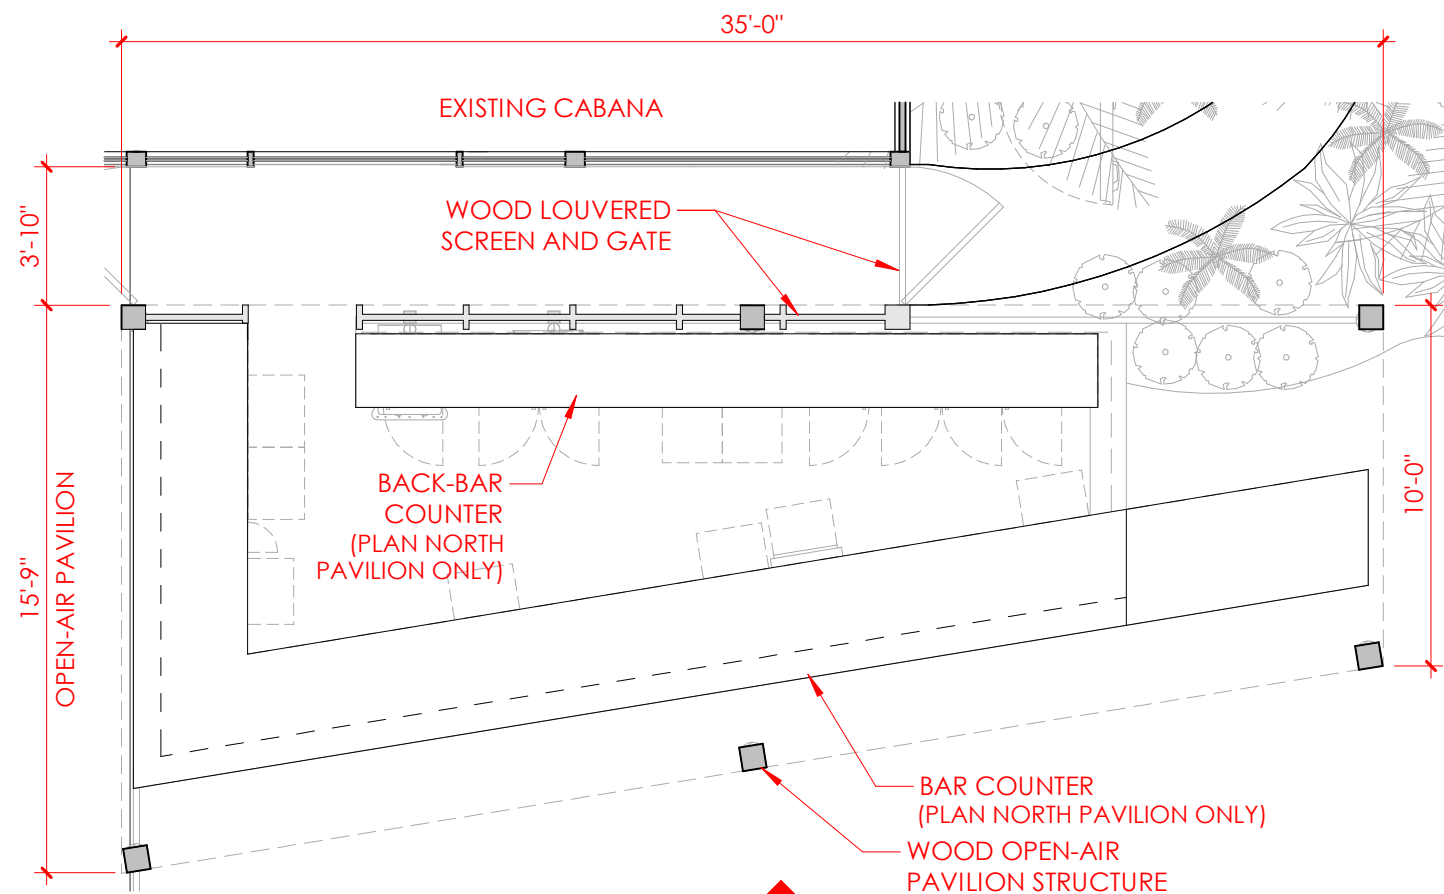 35'-0"
EXISTING CABANA
3'-10"
WOOD LOUVERED
SCREEN AND GATE
15'-9"
OPEN-AIR PAVILION
BACK-BAR
COUNTER
(PLAN NORTH
PAVILION ONLY)
10'-0"
BAR COUNTER
(PLAN NORTH PAVILION ONLY)
WOOD OPEN-AIR
PAVILION STRUCTURE